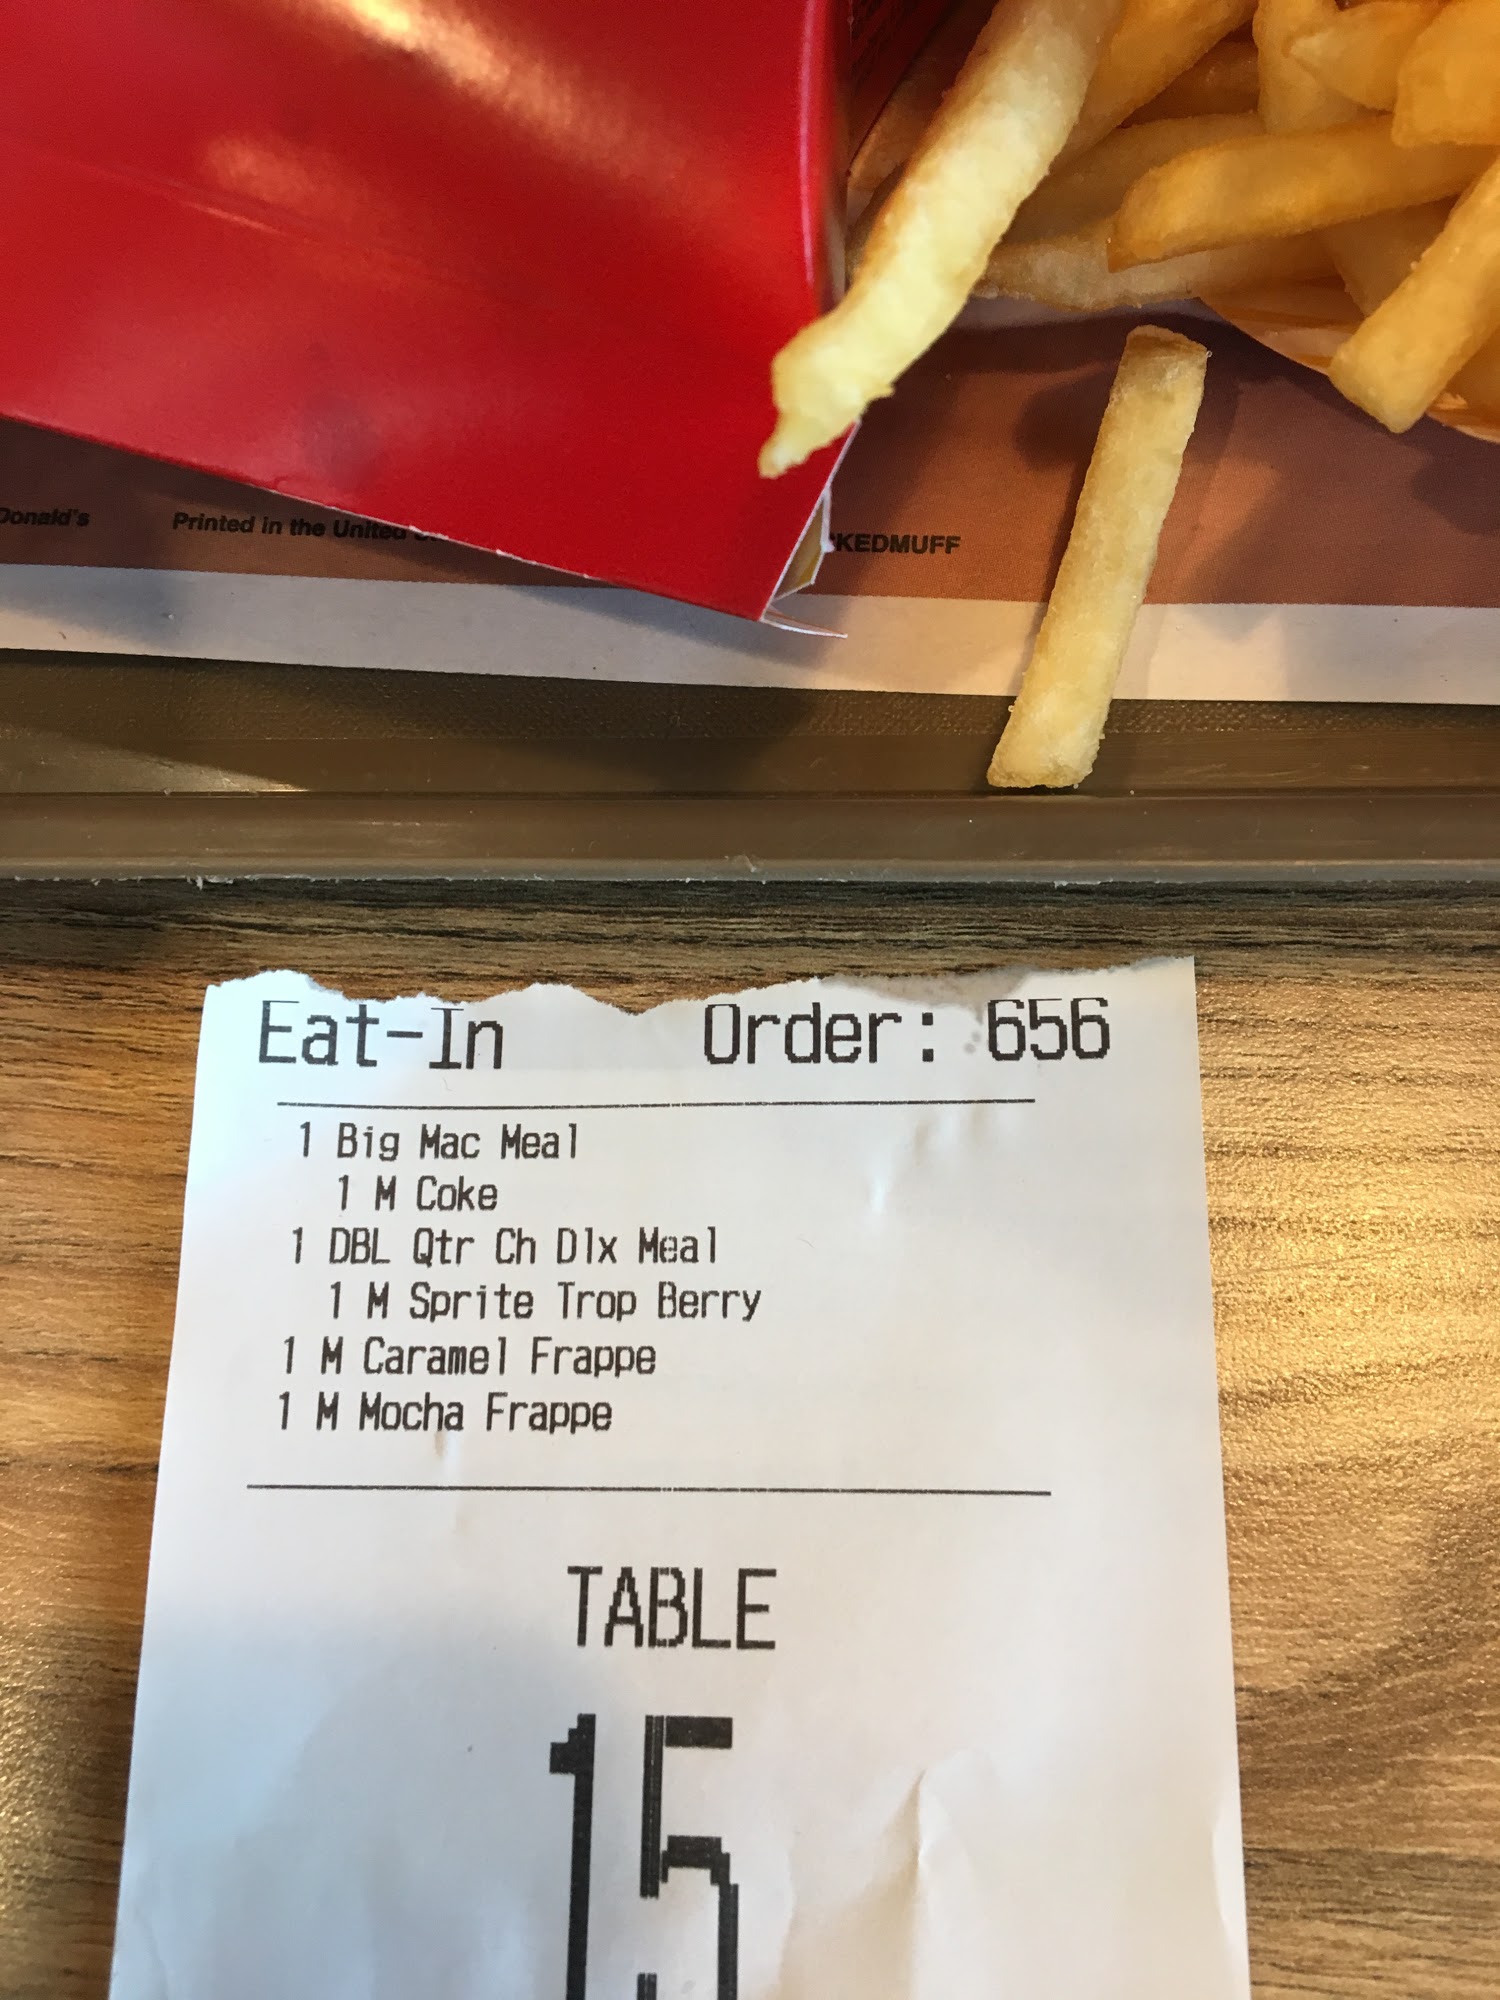 Donald's Printed in the United KEDMUFF
Eat-In Order: 656
1 Big Mac Meal
1 M Coke
1 DBL Qtr Ch Dlx Meal
1 M Sprite Trop Berry
1 M Caramel Frappe
1 M Mocha Frappe
TABLE
15